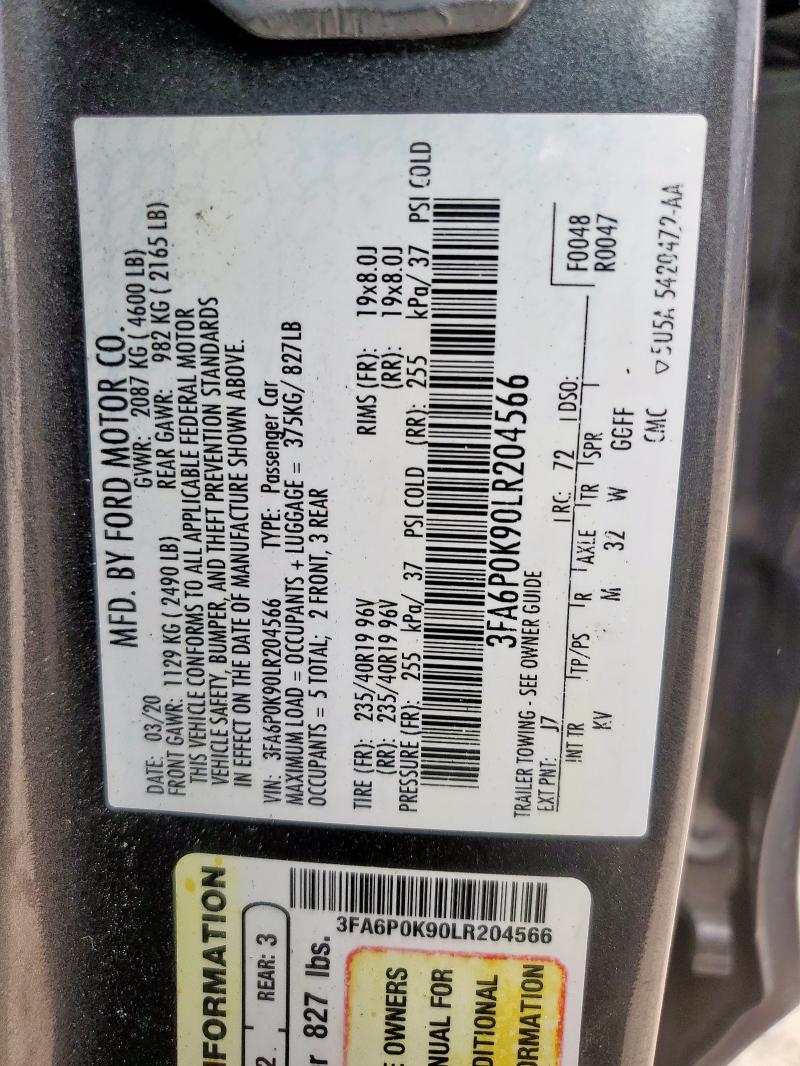 MFD. BY FORD MOTOR CO.
DATE: 03/20 GVWR: 2087 KG ( 4600 LB)
FRONT GAWR: 1129 KG ( 2490 LB) REAR GAWR: 982 KG ( 2165 LB)
THIS VEHICLE CONFORMS TO ALL APPLICABLE FEDERAL MOTOR
VEHICLE SAFETY, BUMPER, AND THEFT PREVENTION STANDARDS
IN EFFECT ON THE DATE OF MANUFACTURE SHOWN ABOVE.
VIN: 3FA6P0K90LR204566 TYPE: Passenger Car
MAXIMUM LOAD = OCCUPANTS + LUGGAGE = 375KG/ 827LB
OCCUPANTS = 5 TOTAL; 2 FRONT, 3 REAR
TIRE (FR): 235/40R19 96V RIMS (FR): 19x8.0J
(RR): 235/40R19 96V (RR): 19x8.0J
PRESSURE (FR): 255 kPa/ 37 PSI COLD (RR): 255 kPa/ 37 PSI COLD
3FA6P0K90LR204566
TRAILER TOWING - SEE OWNER GUIDE
F0048
R0047
EXT PNT: J7 RC: 72 DSO:
INT TR TP/PS R AXLE TR SPR
KV M 32 W GGFF
CMC 5U5A 5420472-AA
NFORMATION
2 REAR: 3
r 827 lbs.
3FA6P0K90LR204566
E OWNERS
NUAL FOR
DITIONAL
ORMATION